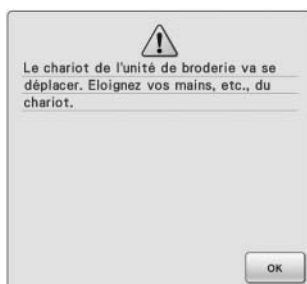 Le chariot de l'unité de broderie va se
déplacer. Eloignez vos mains, etc., du
chariot.
OK